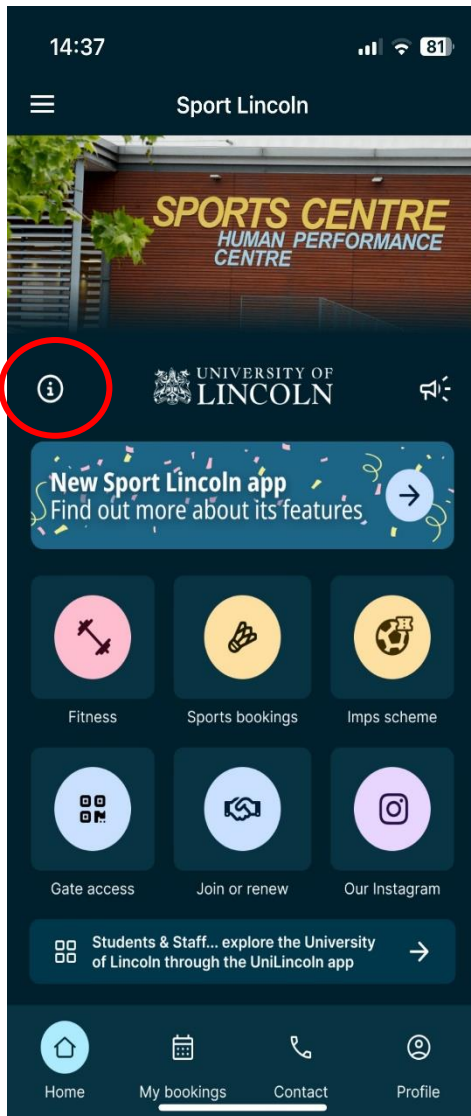 14:37
81
Sport Lincoln
SPORTS CENTRE
HUMAN PERFORMANCE
CENTRE
UNIVERSITY OF
LINCOLN
New Sport Lincoln app
Find out more about its features
Fitness
Sports bookings
Imps scheme
Gate access
Join or renew
Our Instagram
Students & Staff... explore the University
of Lincoln through the UniLincoln app
Home
My bookings
Contact
Profile